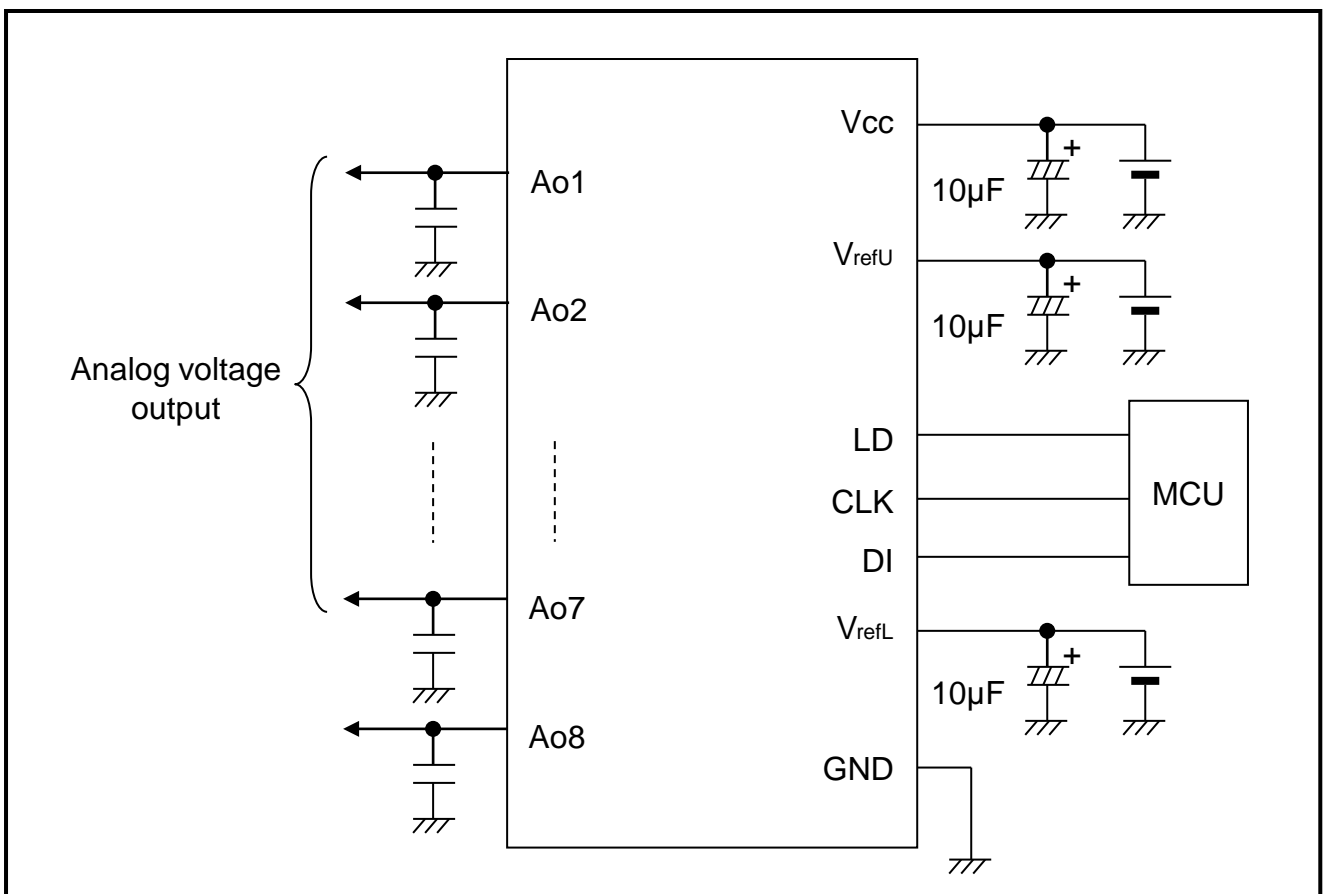 Analog voltage
output
Ao1
Ao2
Ao7
Ao8
Vcc
+
10µF
VrefU
+
10µF
LD
CLK
DI
MCU
VrefL
+
10µF
GND